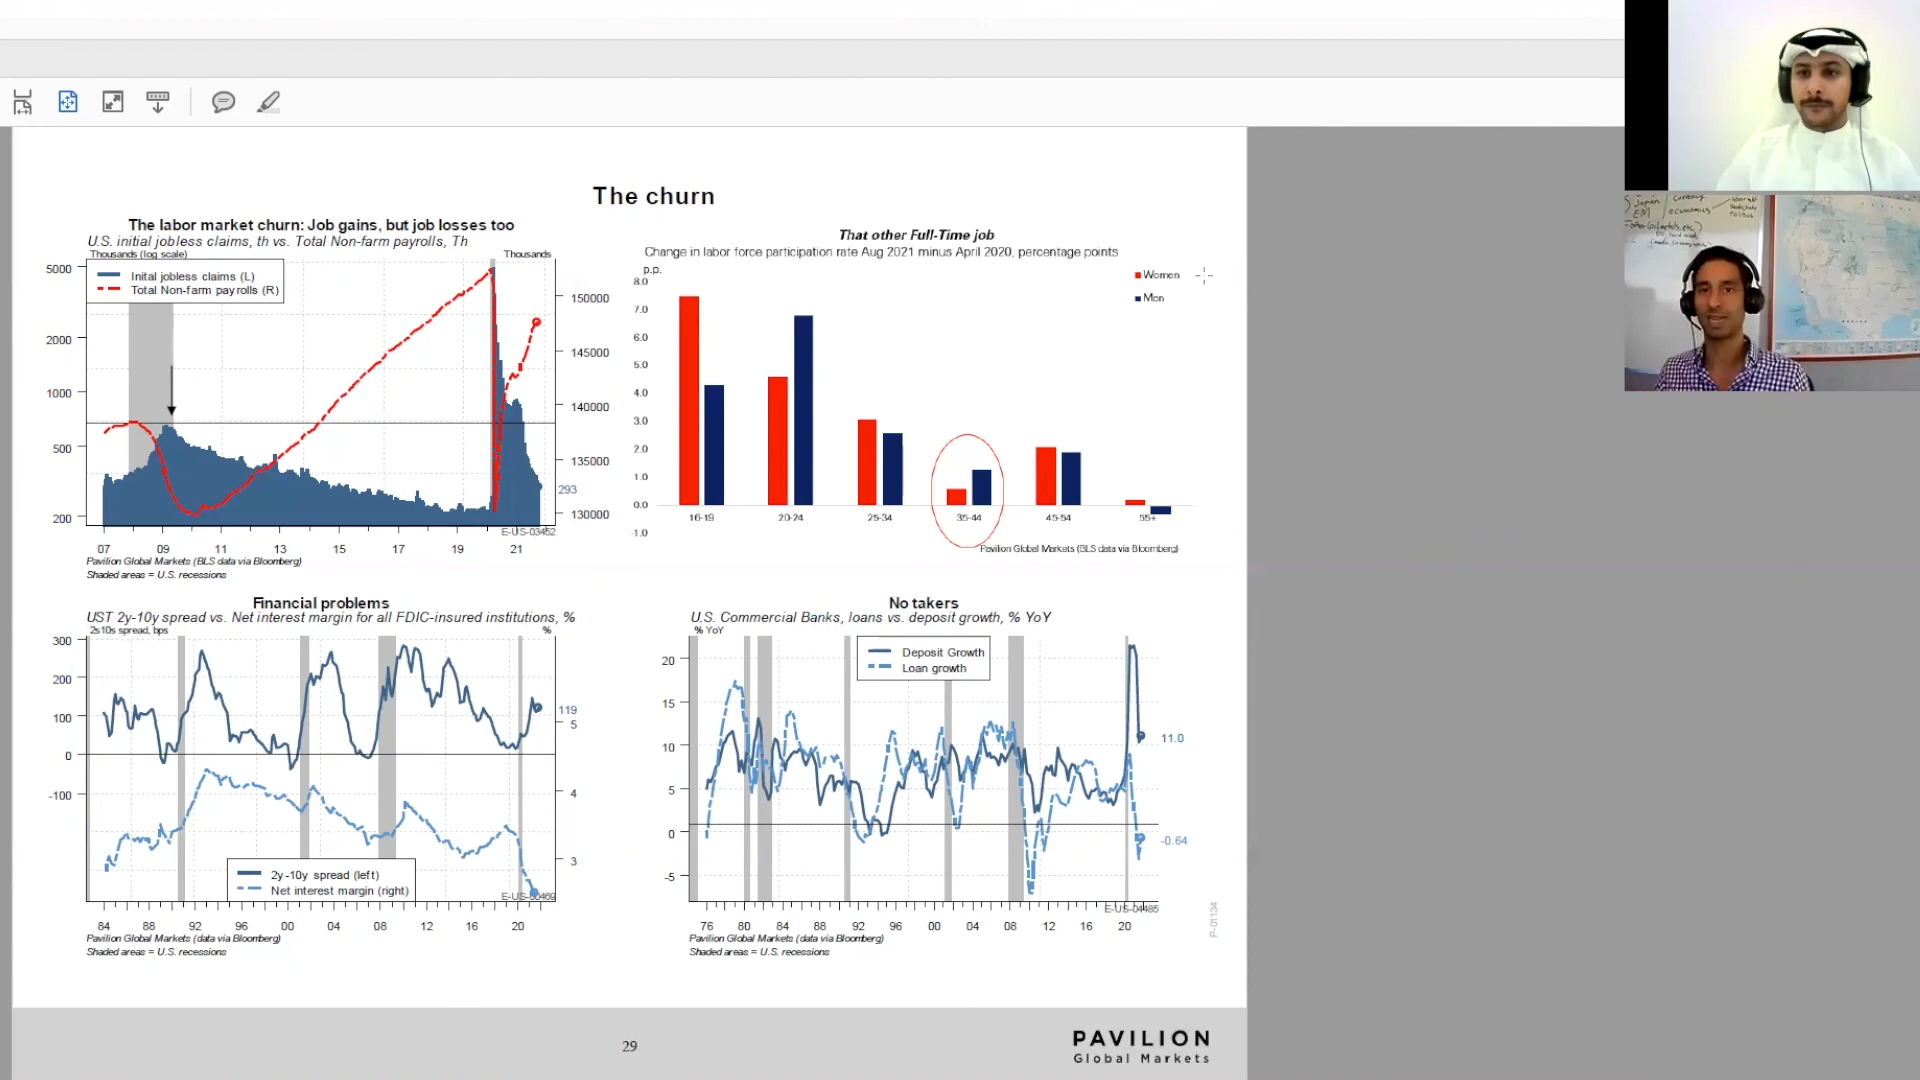 The churn
The labor market churn: Job gains, but job losses too
U.S. initial jobless claims, th vs. Total Non-farm payrolls, Th
Thousands (log scale)
Thousands
Inital jobless claims (L)
Total Non-farm payrolls (R)
5000
2000
1000
500
200
150000
145000
140000
135000
293
130000
E-US-03452
07 09 11 13 15 17 19 21
Pavilion Global Markets (BLS data via Bloomberg)
Shaded areas = U.S. recessions
That other Full-Time job
Change in labor force participation rate Aug 2021 minus April 2020, percentage points
p.p.
Women
Men
8.0
7.0
6.0
5.0
4.0
3.0
2.0
1.0
0.0
-1.0
16-19 20-24 25-34 35-44 45-54 55+
Pavilion Global Markets (BLS data via Bloomberg)
Financial problems
UST 2y-10y spread vs. Net interest margin for all FDIC-insured institutions, %
2s10s spread, bps
%
300
200
100
0
-100
119
5
4
3
2y-10y spread (left)
Net interest margin (right)
84 88 92 96 00 04 08 12 16 20
Pavilion Global Markets (data via Bloomberg)
Shaded areas = U.S. recessions
No takers
U.S. Commercial Banks, loans vs. deposit growth, % YoY
% YoY
Deposit Growth
Loan growth
20
15
10
5
0
-5
11.0
-0.64
E-US-04485
76 80 84 88 92 96 00 04 08 12 16 20
Pavilion Global Markets (data via Bloomberg)
Shaded areas = U.S. recessions
P-01134
29
PAVILION
Global Markets
Japan
EM
economics
Politics